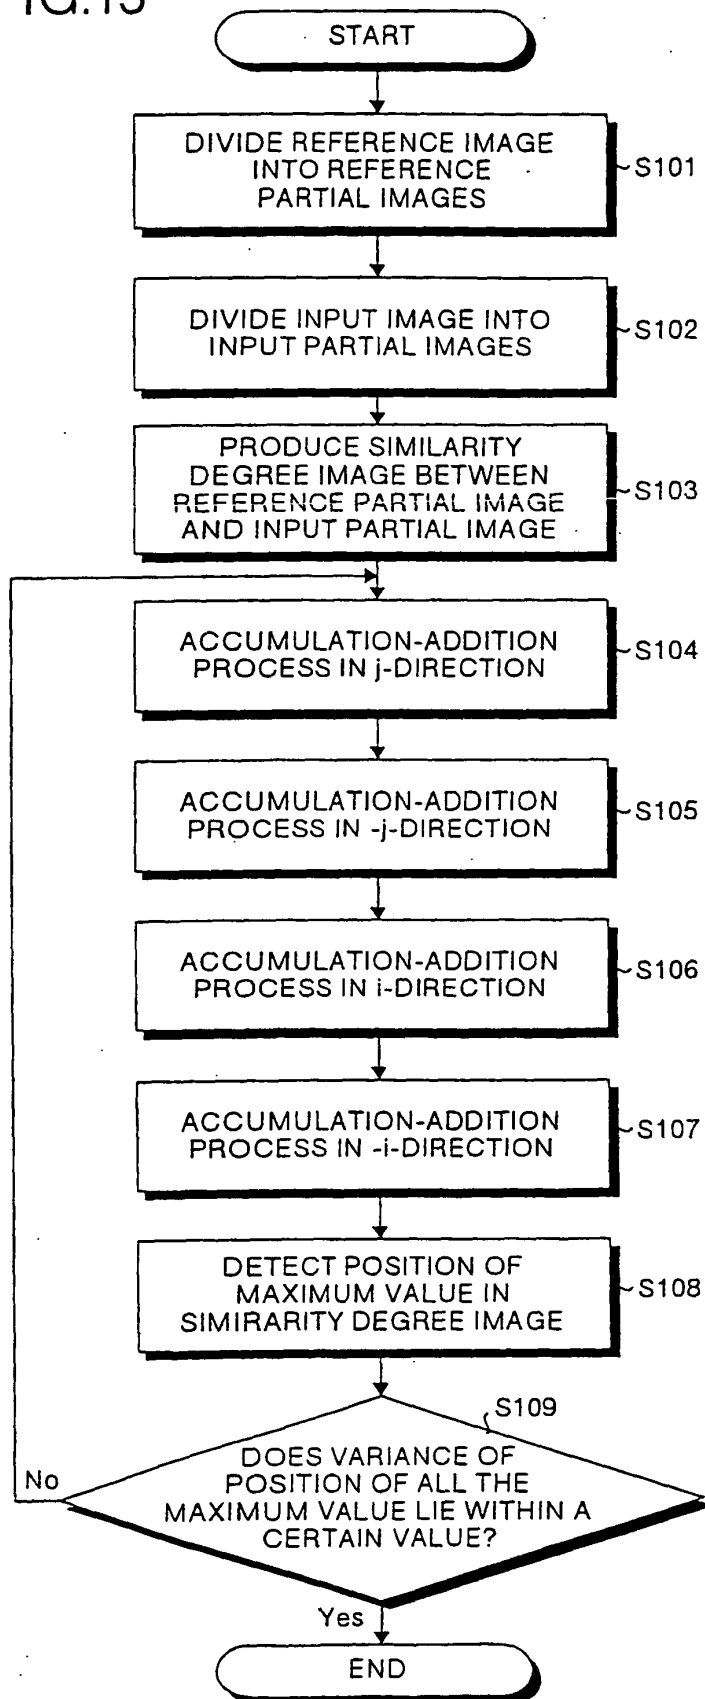 IG.13
START
DIVIDE REFERENCE IMAGE
INTO REFERENCE
PARTIAL IMAGES
S101
DIVIDE INPUT IMAGE INTO
INPUT PARTIAL IMAGES
S102
PRODUCE SIMILARITY
DEGREE IMAGE BETWEEN
REFERENCE PARTIAL IMAGE
AND INPUT PARTIAL IMAGE
S103
ACCUMULATION-ADDITION
PROCESS IN j-DIRECTION
S104
ACCUMULATION-ADDITION
PROCESS IN -j-DIRECTION
S105
ACCUMULATION-ADDITION
PROCESS IN i-DIRECTION
S106
ACCUMULATION-ADDITION
PROCESS IN -i-DIRECTION
S107
DETECT POSITION OF
MAXIMUM VALUE IN
SIMIRARITY DEGREE IMAGE
S108
S109
DOES VARIANCE OF
POSITION OF ALL THE
MAXIMUM VALUE LIE WITHIN A
CERTAIN VALUE?
No
Yes
END